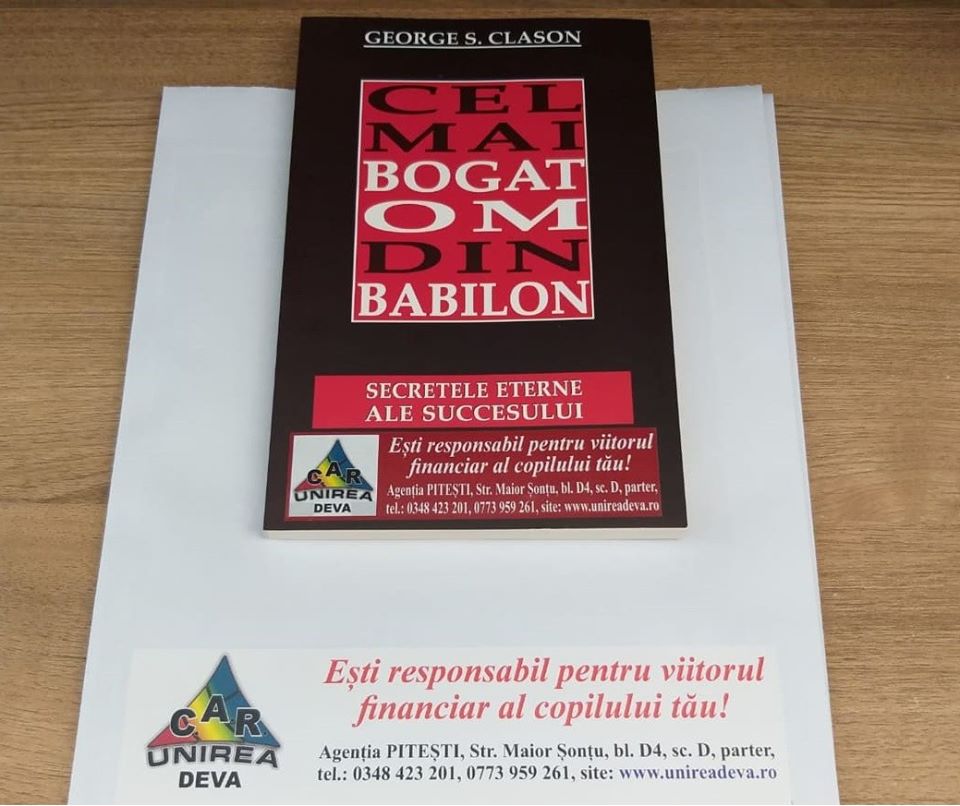 GEORGE S. CLASON
CEL
MAI
BOGAT
OM
DIN
BABILON
SECRETELE ETERNE
ALE SUCCESULUI
CAR
UNIREA
DEVA
Ești responsabil pentru viitorul
financiar al copilului tău!
Agenția PITEȘTI, Str. Maior Șonțu, bl. D4, sc. D, parter,
tel.: 0348 423 201, 0773 959 261, site: www.unireadeva.ro
CAR
UNIREA
DEVA
Ești responsabil pentru viitorul
financiar al copilului tău!
Agenția PITEȘTI, Str. Maior Șonțu, bl. D4, sc. D, parter,
tel.: 0348 423 201, 0773 959 261, site: www.unireadeva.ro